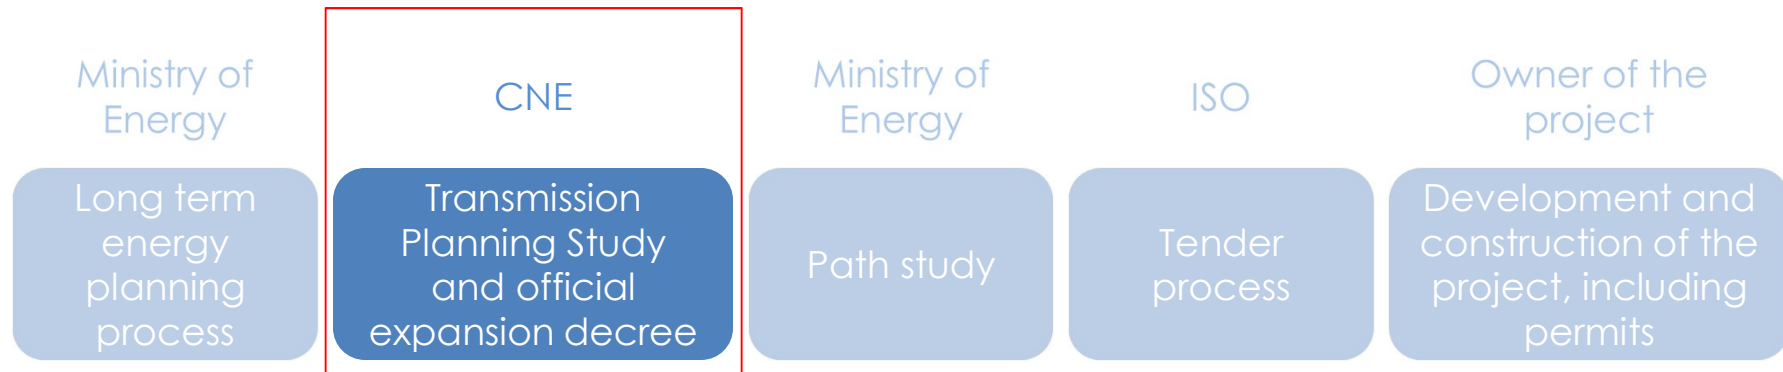 Ministry of
Energy
CNE
Ministry of
Energy
ISO
Owner of the
project
Long term
energy
planning
process
Transmission
Planning Study
and official
expansion decree
Path study
Tender
process
Development and
construction of the
project, including
permits